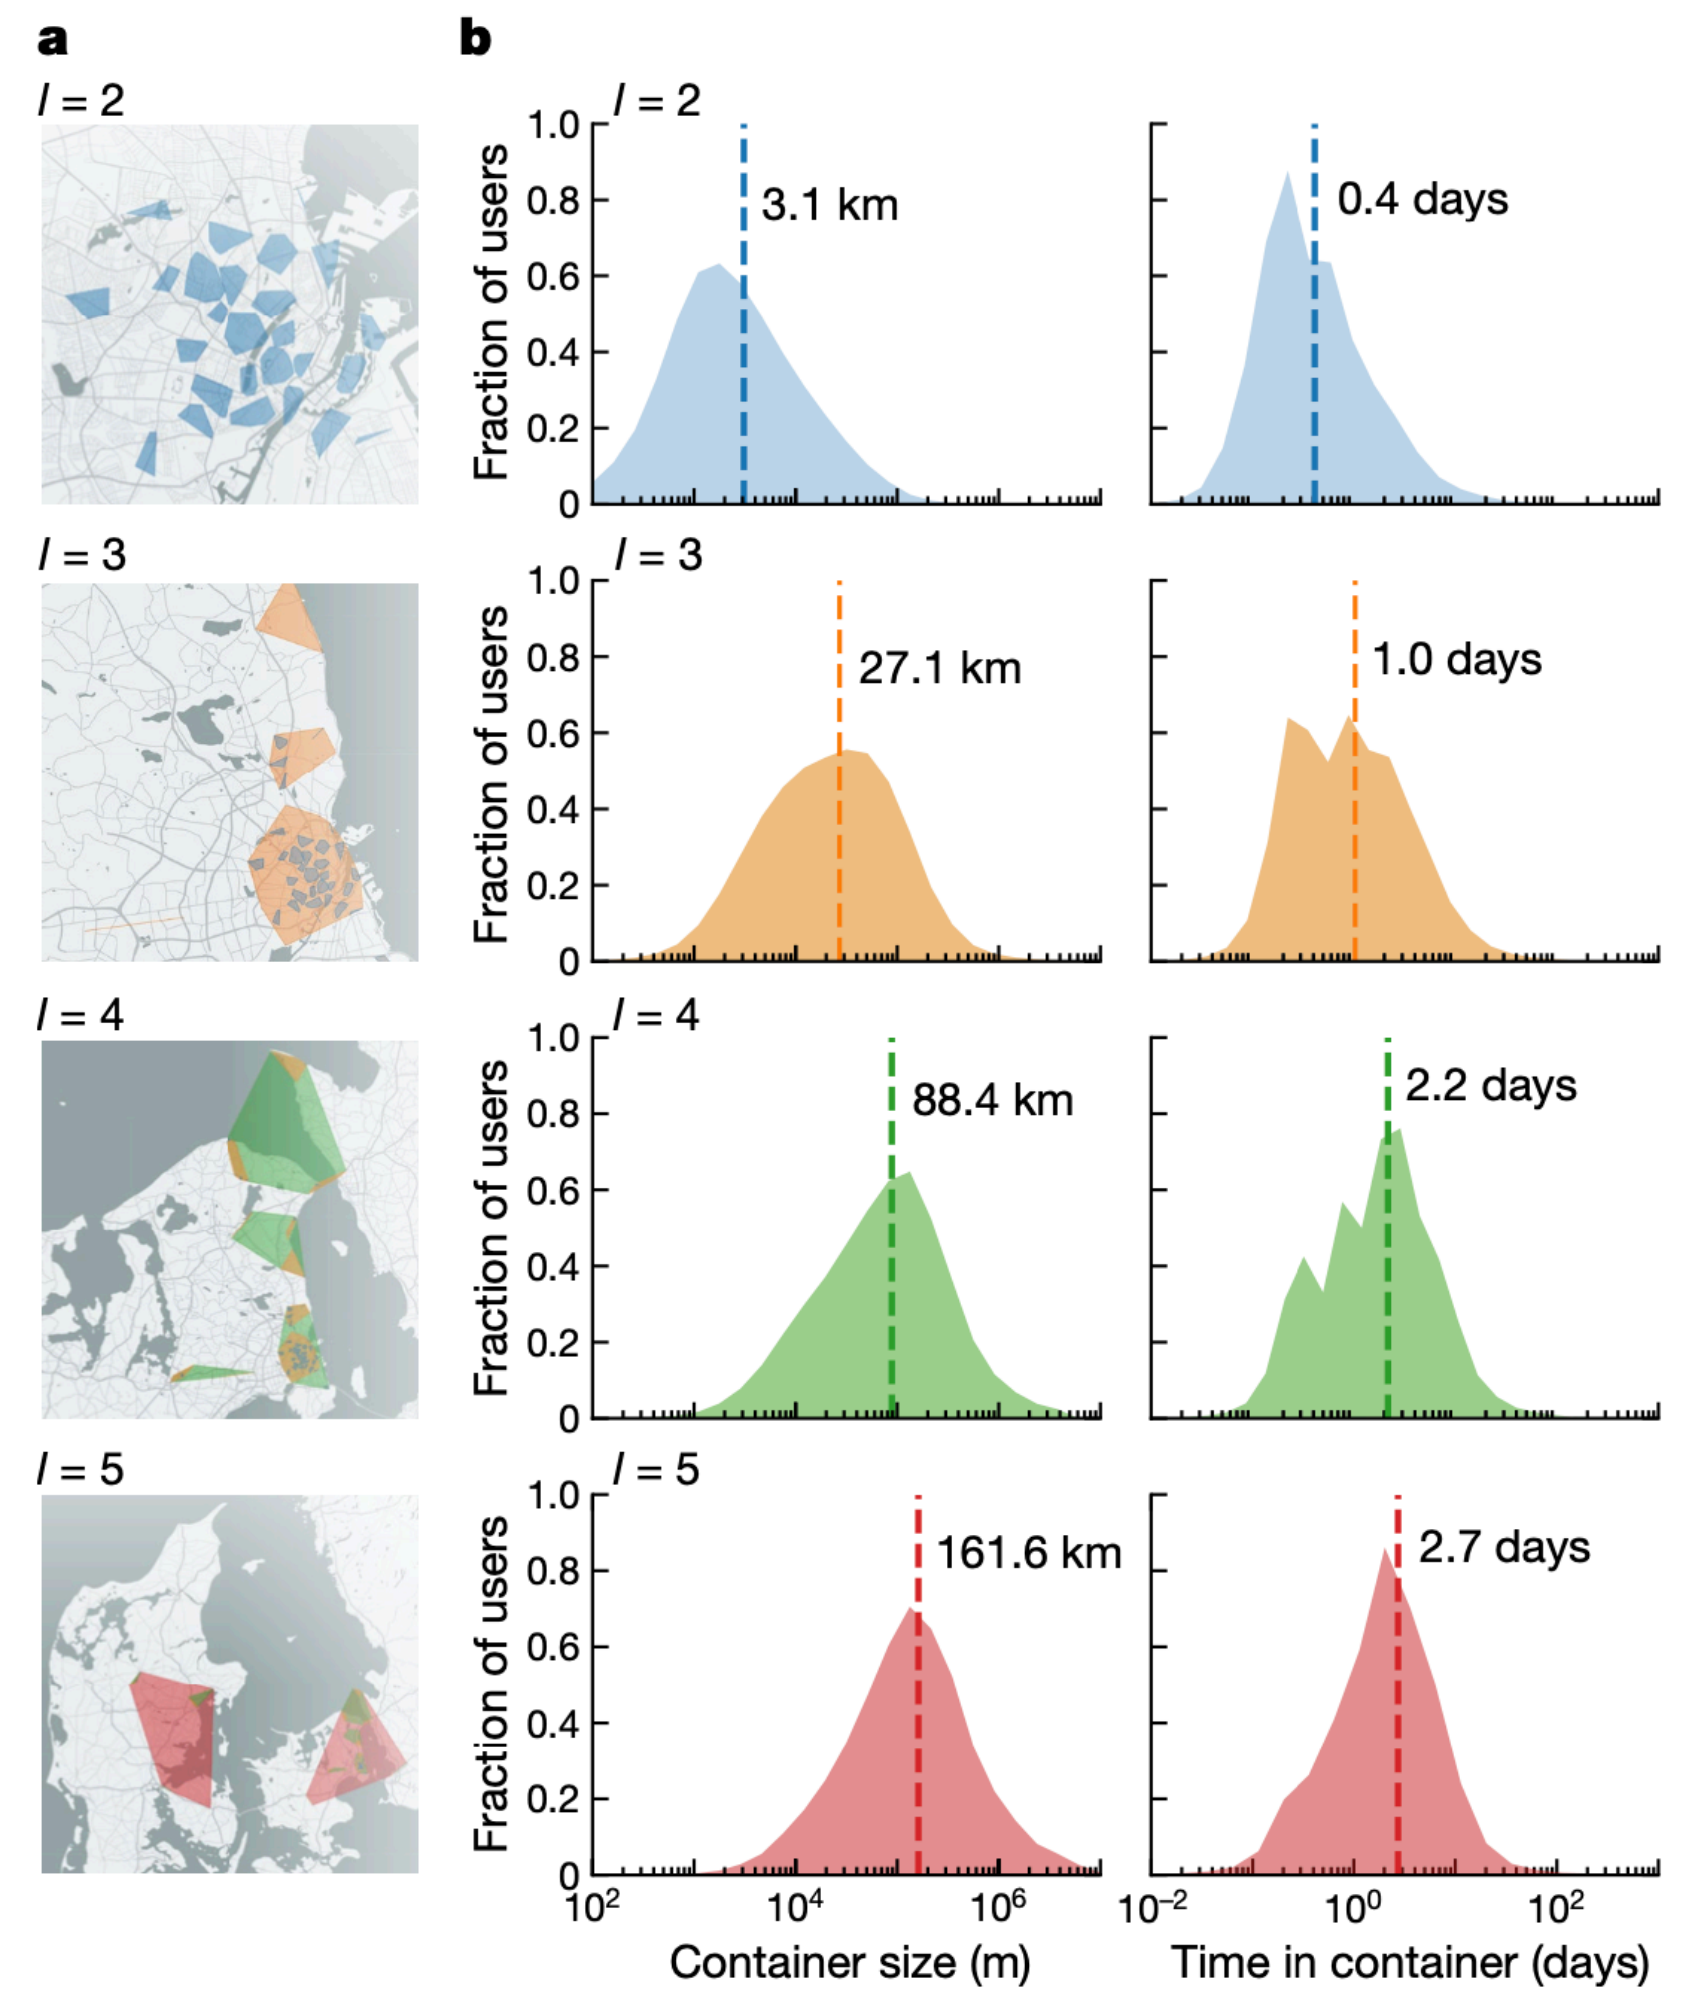 a
b
l = 2
l = 2
1.0
0.8
0.6
0.4
0.2
0
Fraction of users
3.1 km
0.4 days
l = 3
l = 3
1.0
0.8
0.6
0.4
0.2
0
Fraction of users
27.1 km
1.0 days
l = 4
l = 4
1.0
0.8
0.6
0.4
0.2
0
Fraction of users
88.4 km
2.2 days
l = 5
l = 5
1.0
0.8
0.6
0.4
0.2
0
Fraction of users
161.6 km
2.7 days
10² 10⁴ 10⁶
10⁻² 10⁰ 10²
Container size (m)
Time in container (days)